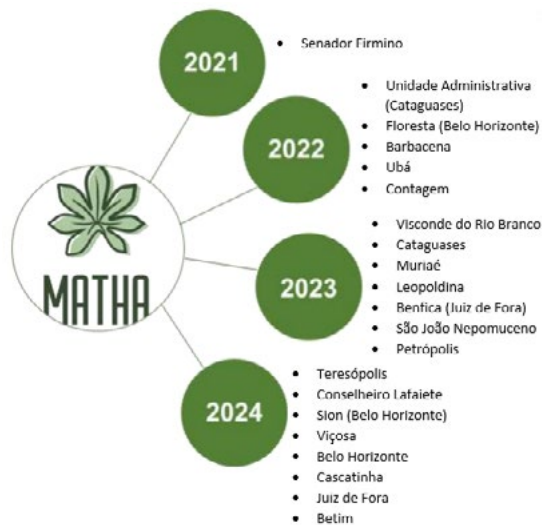 2021
• Senador Firmino
2022
• Unidade Administrativa
(Cataguases)
• Floresta (Belo Horizonte)
• Barbacena
• Ubá
• Contagem
MATHA
2023
• Visconde do Rio Branco
• Cataguases
• Muriaé
• Leopoldina
• Benfica (Juiz de Fora)
• São João Nepomuceno
• Petrópolis
2024
• Teresópolis
• Conselheiro Lafaiete
• Sion (Belo Horizonte)
• Viçosa
• Belo Horizonte
• Cascatinha
• Juiz de Fora
• Betim